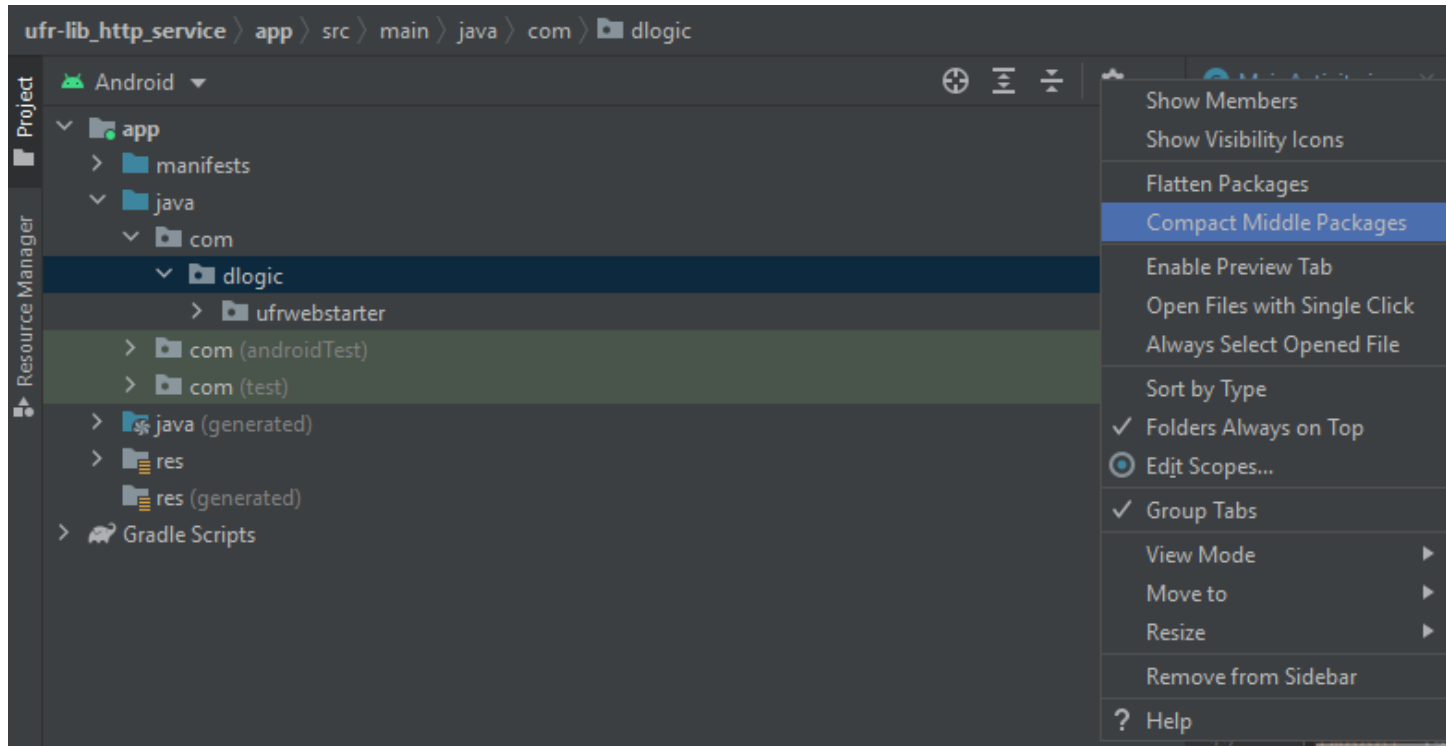 ufr-lib_http_service 〉 app 〉 src 〉 main 〉 java 〉 com 〉 dlogic
Project
Resource Manager
Android
app
manifests
java
com
dlogic
ufrwebstarter
com (androidTest)
com (test)
java (generated)
res
res (generated)
Gradle Scripts
Show Members
Show Visibility Icons
Flatten Packages
Compact Middle Packages
Enable Preview Tab
Open Files with Single Click
Always Select Opened File
Sort by Type
Folders Always on Top
Edit Scopes...
Group Tabs
View Mode
Move to
Resize
Remove from Sidebar
? Help